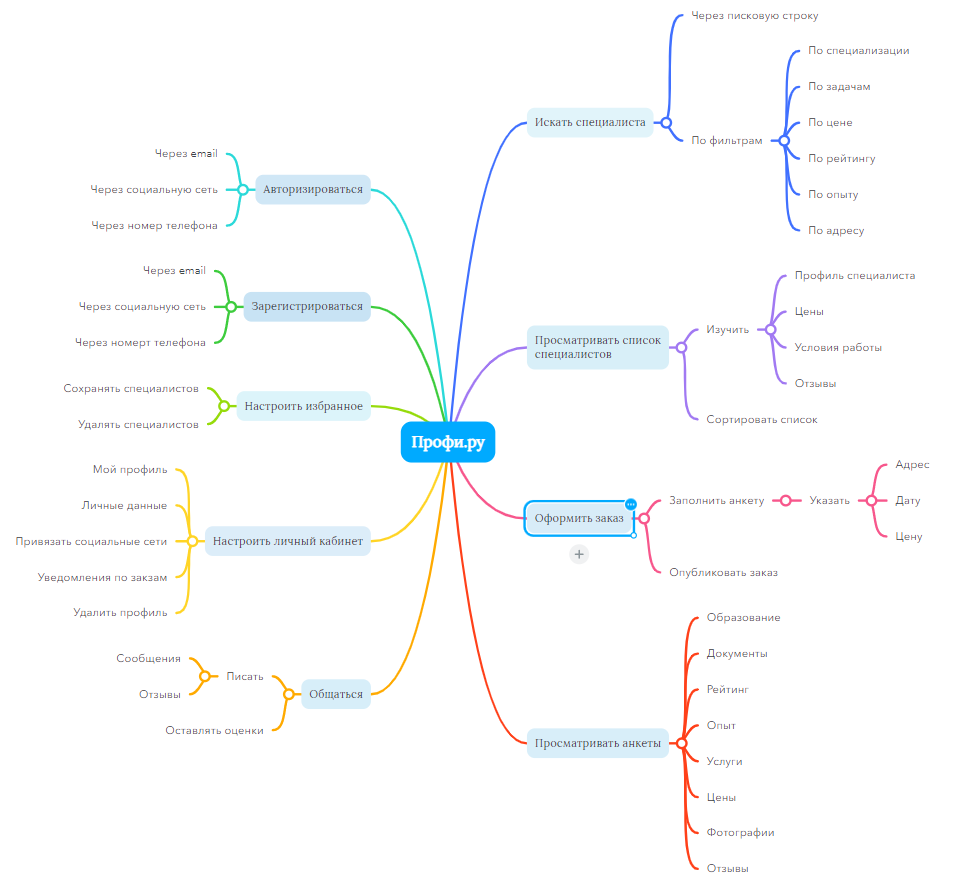 Профи.ру
Искать специалиста
Через писковую строку
По фильтрам
По специализации
По задачам
По цене
По рейтингу
По опыту
По адресу
Просматривать список
специалистов
Изучить
Профиль специалиста
Цены
Условия работы
Отзывы
Сортировать список
Оформить заказ
Заполнить анкету
Указать
Адрес
Дату
Цену
Опубликовать заказ
Просматривать анкеты
Образование
Документы
Рейтинг
Опыт
Услуги
Цены
Фотографии
Отзывы
Авторизироваться
Через email
Через социальную сеть
Через номер телефона
Зарегистрироваться
Через email
Через социальную сеть
Через номерт телефона
Настроить избранное
Сохранять специалистов
Удалять специалистов
Настроить личный кабинет
Мой профиль
Личные данные
Привязать социальные сети
Уведомления по закзам
Удалить профиль
Общаться
Писать
Сообщения
Отзывы
Оставлять оценки